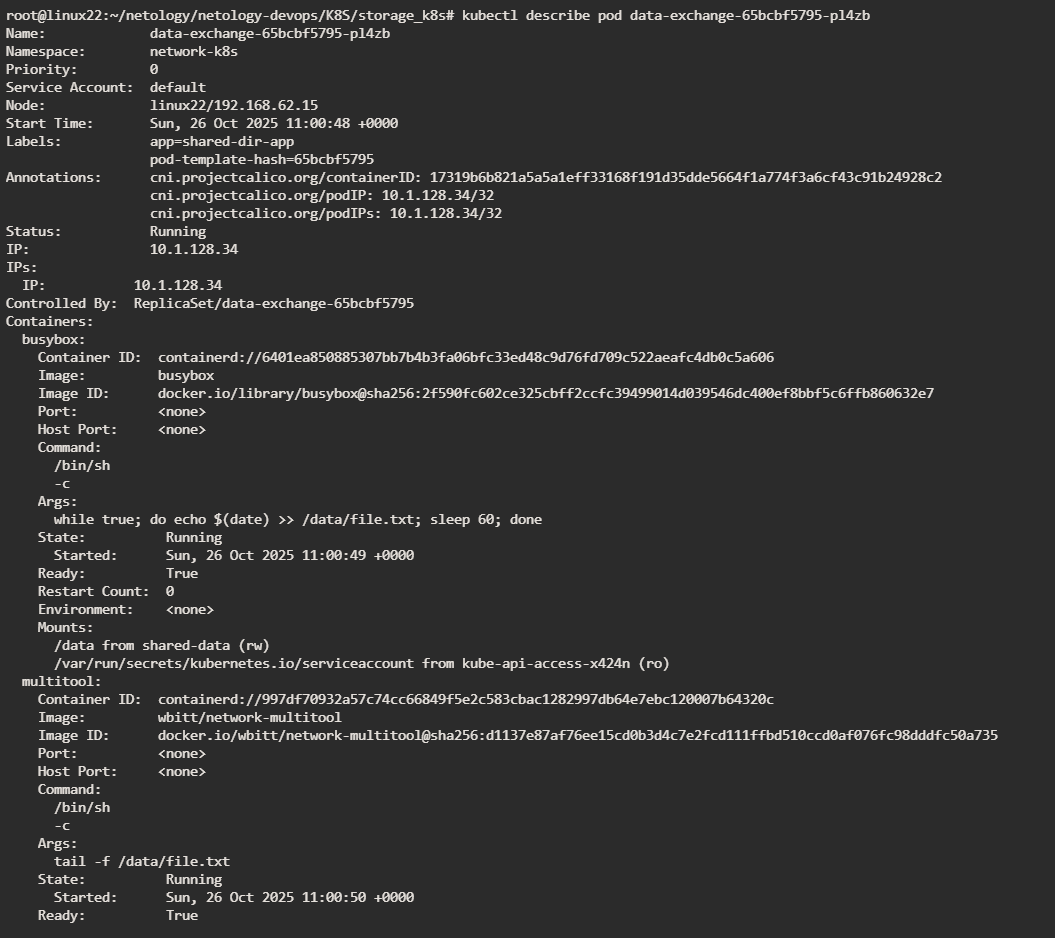 root@linux22:~/netology/netology-devops/K8S/storage_k8s# kubectl describe pod data-exchange-65bcbf5795-pl4zb
Name:             data-exchange-65bcbf5795-pl4zb
Namespace:        network-k8s
Priority:         0
Service Account:  default
Node:             linux22/192.168.62.15
Start Time:       Sun, 26 Oct 2025 11:00:48 +0000
Labels:           app=shared-dir-app
                  pod-template-hash=65bcbf5795
Annotations:      cni.projectcalico.org/containerID: 17319b6b821a5a5a1eff33168f191d35dde5664f1a774f3a6cf43c91b24928c2
                  cni.projectcalico.org/podIP: 10.1.128.34/32
                  cni.projectcalico.org/podIPs: 10.1.128.34/32
Status:           Running
IP:               10.1.128.34
IPs:
  IP:           10.1.128.34
Controlled By:  ReplicaSet/data-exchange-65bcbf5795
Containers:
  busybox:
    Container ID:  containerd://6401ea850885307bb7b4b3fa06bfc33ed48c9d76fd709c522aeafc4db0c5a606
    Image:         busybox
    Image ID:      docker.io/library/busybox@sha256:2f590fc602ce325cbff2ccfc39499014d039546dc400ef8bbf5c6ffb860632e7
    Port:          <none>
    Host Port:     <none>
    Command:
      /bin/sh
      -c
    Args:
      while true; do echo $(date) >> /data/file.txt; sleep 60; done
    State:          Running
      Started:      Sun, 26 Oct 2025 11:00:49 +0000
    Ready:          True
    Restart Count:  0
    Environment:    <none>
    Mounts:
      /data from shared-data (rw)
      /var/run/secrets/kubernetes.io/serviceaccount from kube-api-access-x424n (ro)
  multitool:
    Container ID:  containerd://997df70932a57c74cc66849f5e2c583cbac1282997db64e7ebc120007b64320c
    Image:         wbitt/network-multitool
    Image ID:      docker.io/wbitt/network-multitool@sha256:d1137e87af76ee15cd0b3d4c7e2fcd111ffbd510ccd0af076fc98dddfc50a735
    Port:          <none>
    Host Port:     <none>
    Command:
      /bin/sh
      -c
    Args:
      tail -f /data/file.txt
    State:          Running
      Started:      Sun, 26 Oct 2025 11:00:50 +0000
    Ready:          True